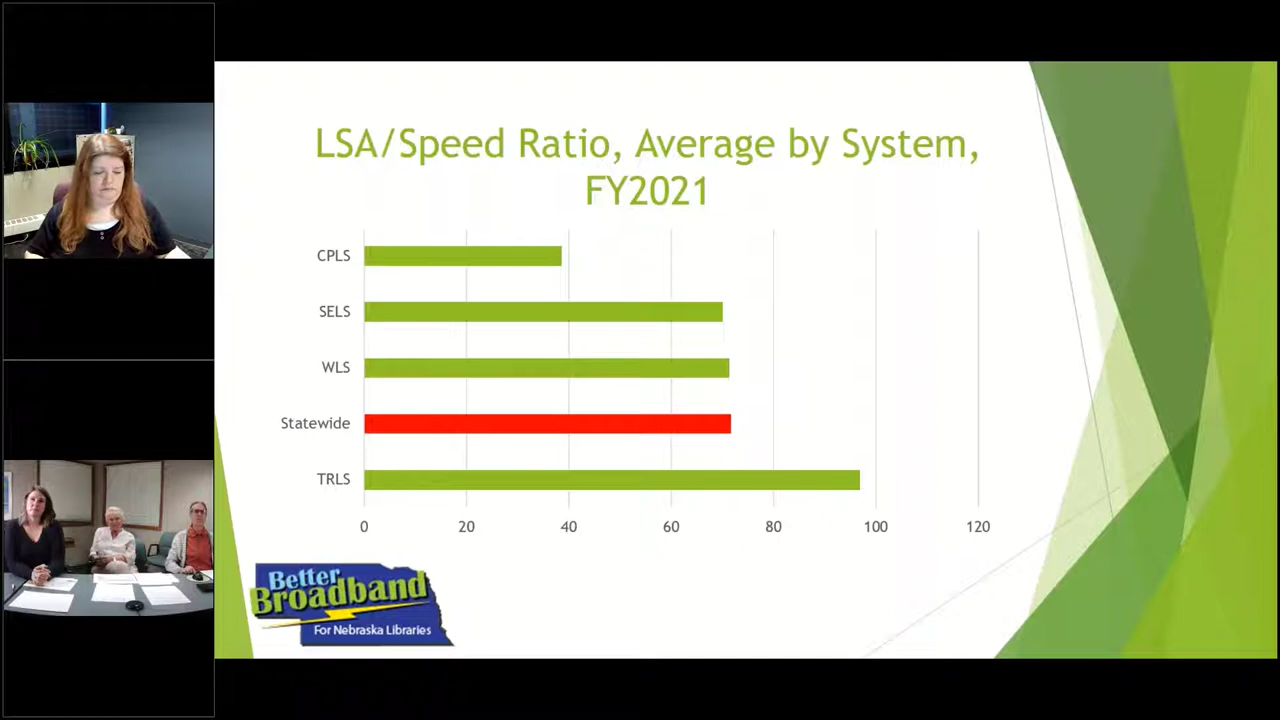 LSA/Speed Ratio, Average by System,
FY2021
CPLS
SELS
WLS
Statewide
TRLS
0 20 40 60 80 100 120
Better
Broadband
For Nebraska Libraries